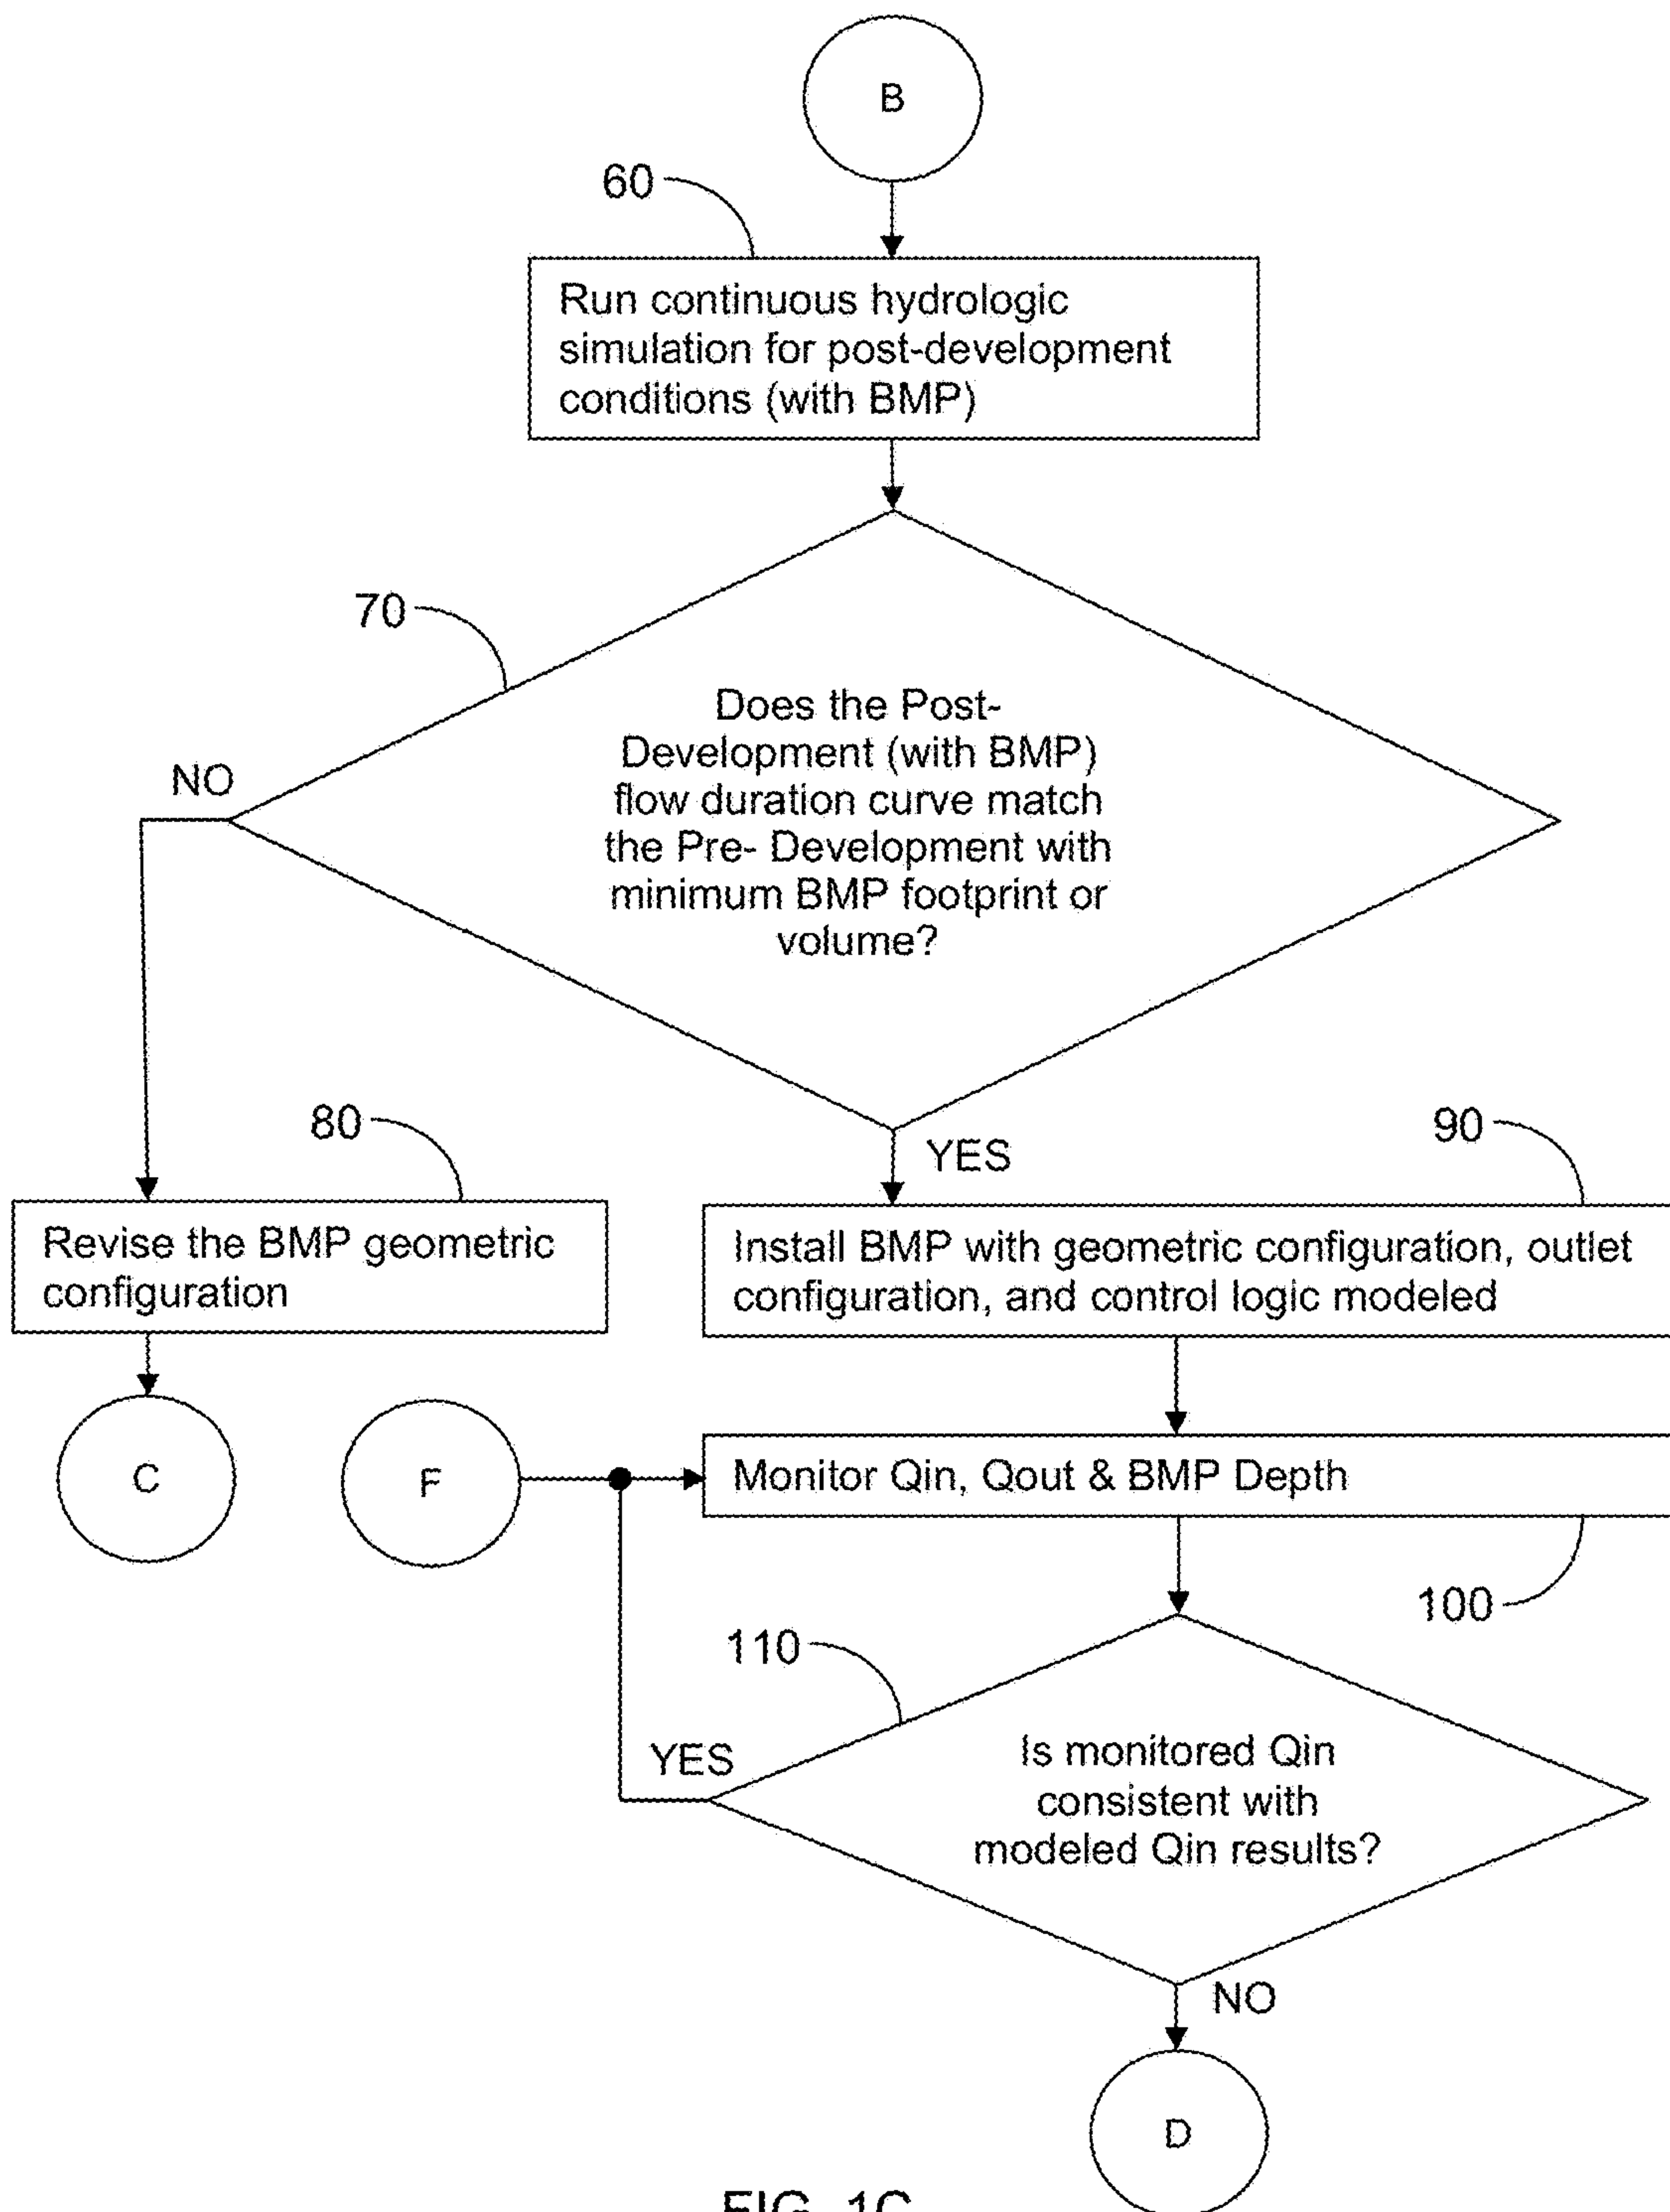 B
60
Run continuous hydrologic
simulation for post-development
conditions (with BMP)
70
Does the Post-
Development (with BMP)
flow duration curve match
the Pre- Development with
minimum BMP footprint or
volume?
NO
YES
80
Revise the BMP geometric
configuration
90
Install BMP with geometric configuration, outlet
configuration, and control logic modeled
C
F
Monitor Qin, Qout & BMP Depth
100
110
Is monitored Qin
consistent with
modeled Qin results?
YES
NO
D
FIG. 1C